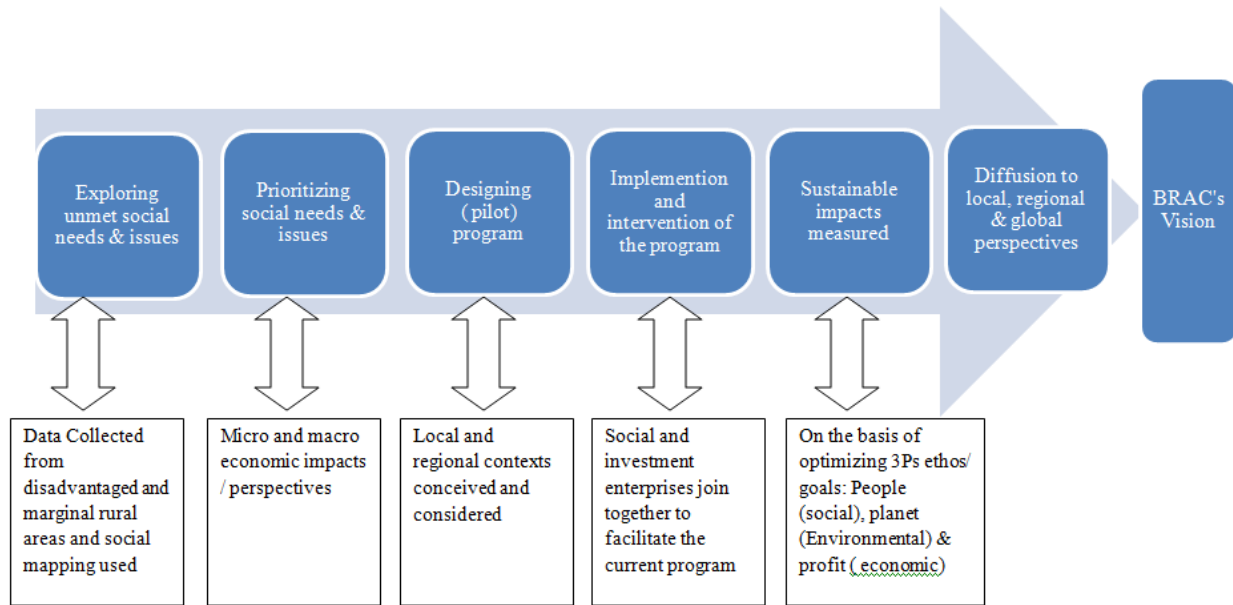 Exploring
unmet social
needs & issues
Prioritizing
social needs &
issues
Designing
( pilot)
program
Implemention
and
intervention of
the program
Sustainable
impacts
measured
Diffusion to
local, regional
& global
perspectives
BRAC's
Vision
Data Collected
from
disadvantaged and
marginal rural
areas and social
mapping used
Micro and macro
economic impacts
/ perspectives
Local and
regional contexts
conceived and
considered
Social and
investment
enterprises join
together to
facilitate the
current program
On the basis of
optimizing 3Ps ethos/
goals: People
(social), planet
(Environmental) &
profit ( economic)